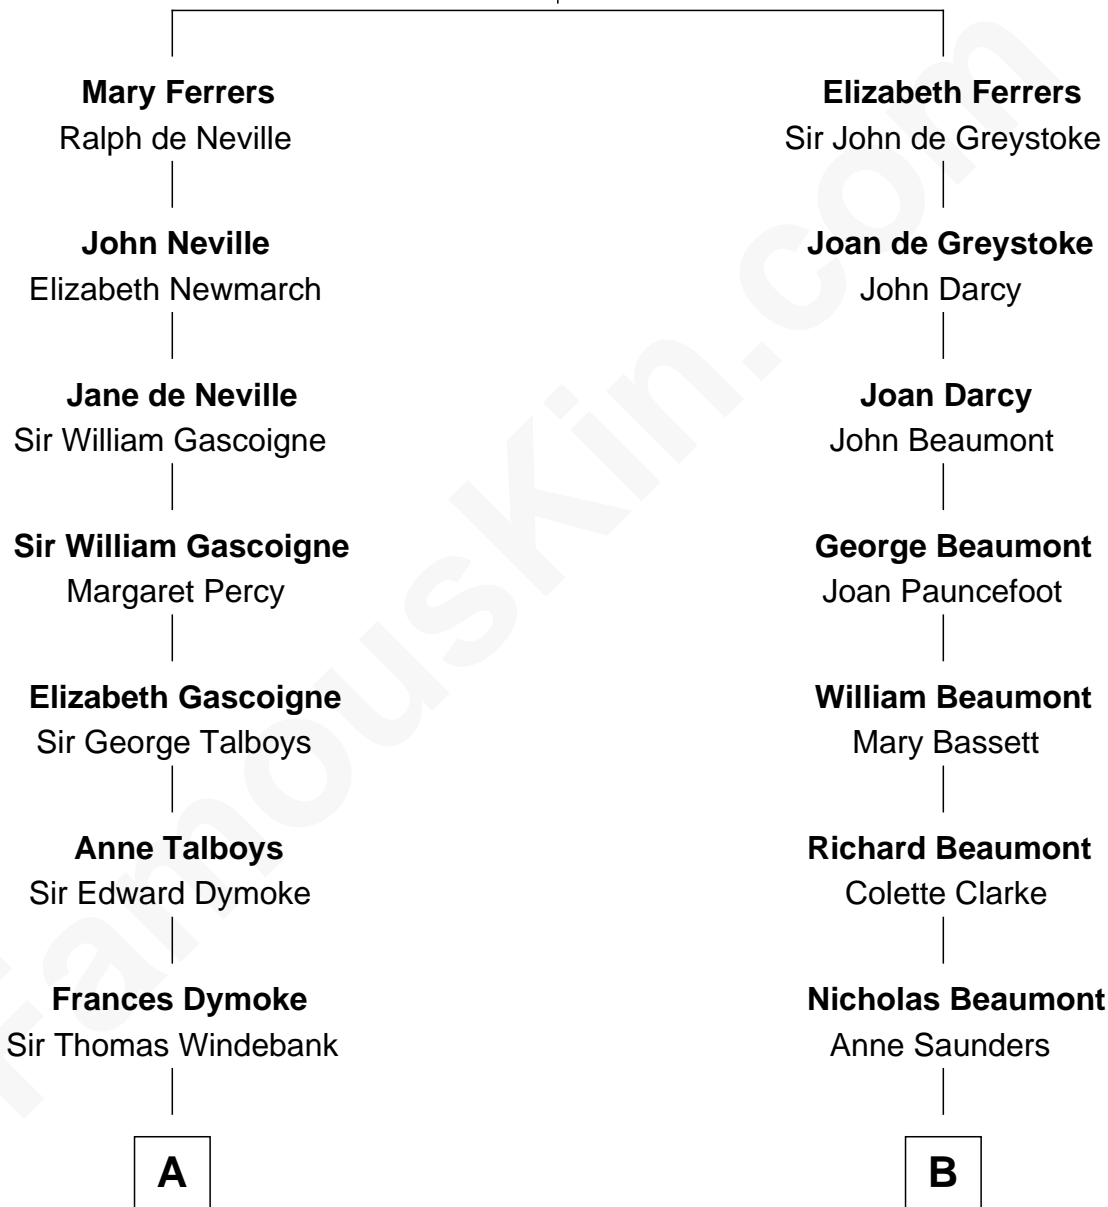 Mary Ferrers
Ralph de Neville
John Neville
Elizabeth Newmarch
Jane de Neville
Sir William Gascoigne
Sir William Gascoigne
Margaret Percy
Elizabeth Gascoigne
Sir George Talboys
Anne Talboys
Sir Edward Dymoke
Frances Dymoke
Sir Thomas Windebank
A
Elizabeth Ferrers
Sir John de Greystoke
Joan de Greystoke
John Darcy
Joan Darcy
John Beaumont
George Beaumont
Joan Pauncefoot
William Beaumont
Mary Bassett
Richard Beaumont
Colette Clarke
Nicholas Beaumont
Anne Saunders
B
FamousKin.com